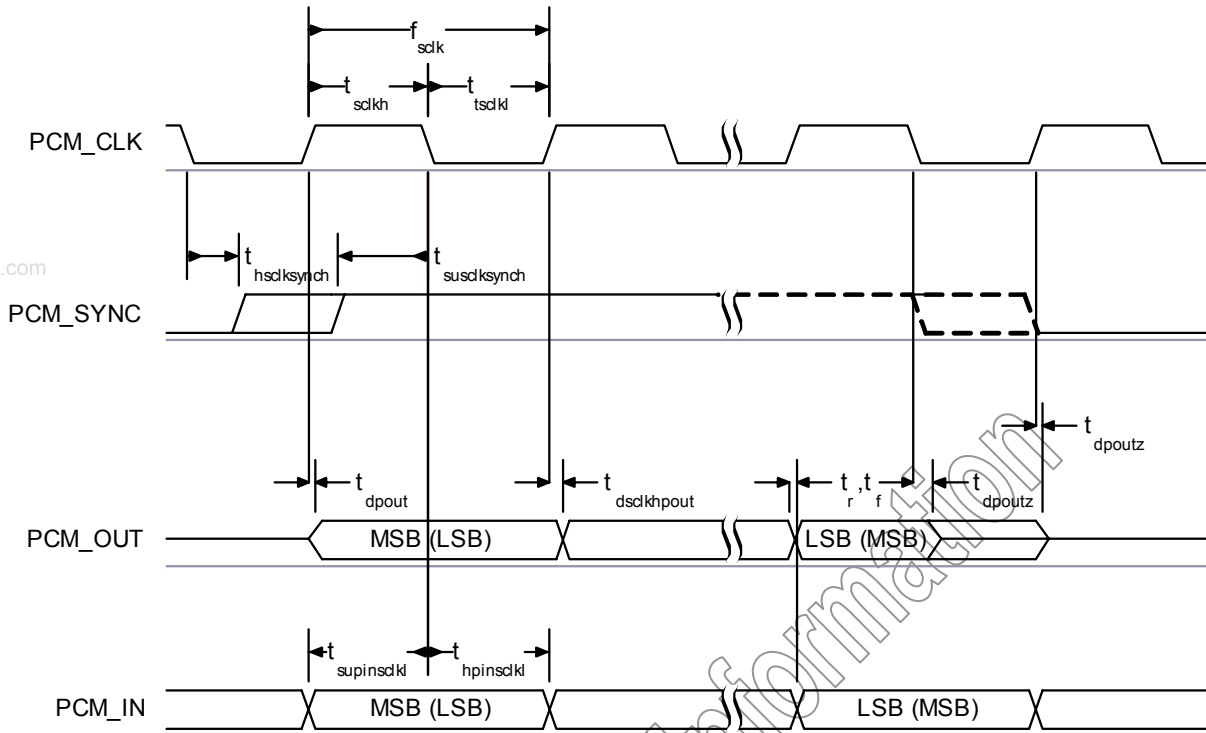 f sclk
t sclkh
t tsclkl
PCM_CLK
t hsclksynch
t susclksynch
.com
PCM_SYNC
t dpoutz
t dpout
t dsclkhpout
t r ,t f
t dpoutz
PCM_OUT
MSB (LSB)
LSB (MSB)
t supinsclkl
t hpinsclkl
PCM_IN
MSB (LSB)
LSB (MSB)
nformation